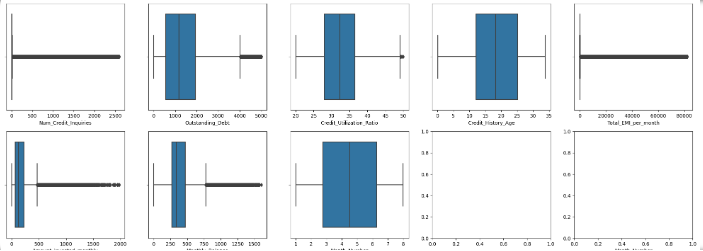 0 500 1000 1500 2000 2500
Num_Credit_Inquiries
0 1000 2000 3000 4000 5000
Outstanding_Debt
20 25 30 35 40 45 50
Credit_Utilization_Ratio
0 5 10 15 20 25 30 35
Credit_History_Age
0 20000 40000 60000 80000
Total_EMI_per_month
0 500 1000 1500 2000
0 250 500 750 1000 1250 1500
1 2 3 4 5 6 7 8
1.0
0.8
0.6
0.4
0.2
0.0
0.0 0.2 0.4 0.6 0.8 1.0
1.0
0.8
0.6
0.4
0.2
0.0
0.0 0.2 0.4 0.6 0.8 1.0